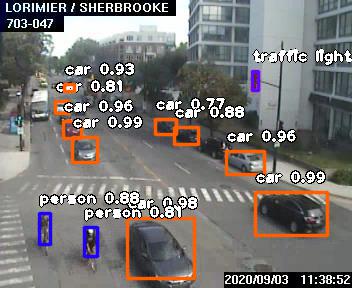 LORIMIER / SHERBROOKE
703-047
traffic light
car 0.93
car 0.81
car 0.96
car 0.99
car 0.77
car 0.88
car 0.96
car 0.99
person 0.88
person 0.81
car 0.98
2020/09/03 11:38:52